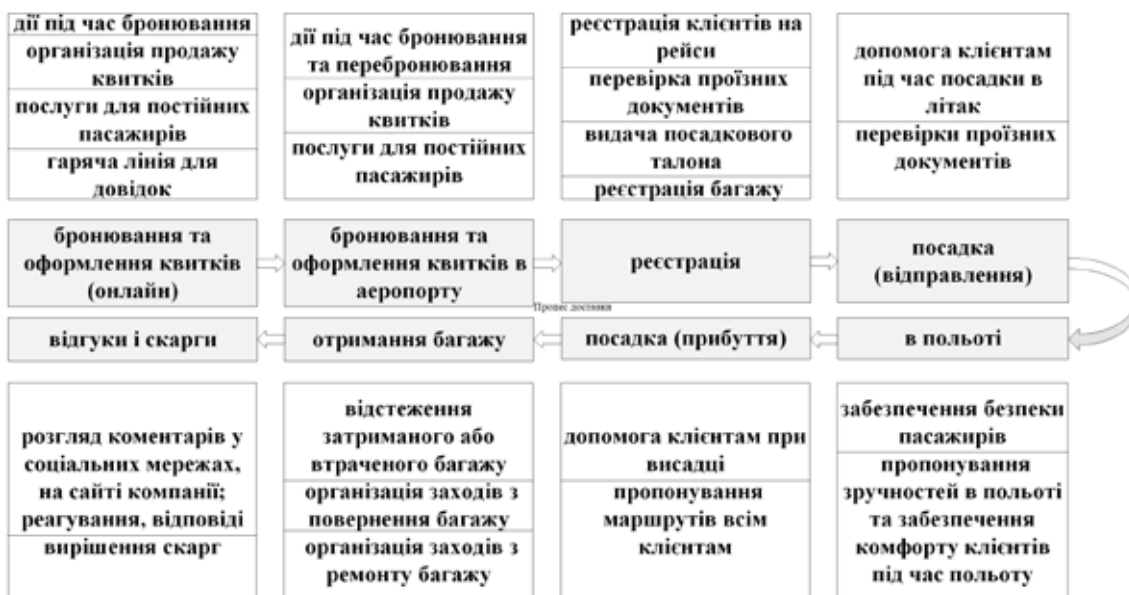 дії під час бронювання
організація продажу
квитків
послуги для постійних
пасажирів
гаряча лінія для
довідок
дії під час бронювання
та перебронювання
організація продажу
квитків
послуги для постійних
пасажирів
реєстрація клієнтів на
рейси
перевірка проїзних
документів
видача посадкового
талона
реєстрація багажу
допомога клієнтам
під час посадки в
літак
перевірки проїзних
документів
бронювання та
оформлення квитків
(онлайн)
бронювання та
оформлення квитків в
аеропорту
реєстрація
посадка
(відправлення)
Процес доставки
відгуки і скарги
отримання багажу
посадка (прибуття)
в польоті
розгляд коментарів у
соціальних мережах,
на сайті компанії;
реагування, відповіді
вирішення скарг
відстеження
затриманого або
втраченого багажу
організація заходів з
повернення багажу
організація заходів з
ремонту багажу
допомога клієнтам при
висадці
пропонування
маршрутів всім
клієнтам
забезпечення безпеки
пасажирів
пропонування
зручностей в польоті
та забезпечення
комфорту клієнтів
під час польоту